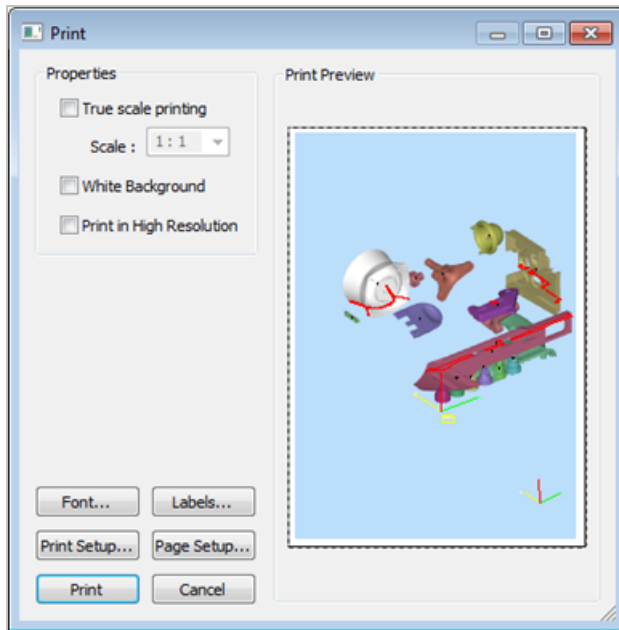 Print
Properties
True scale printing
Scale : 1 : 1
White Background
Print in High Resolution
Print Preview
Font... Labels...
Print Setup... Page Setup...
Print Cancel